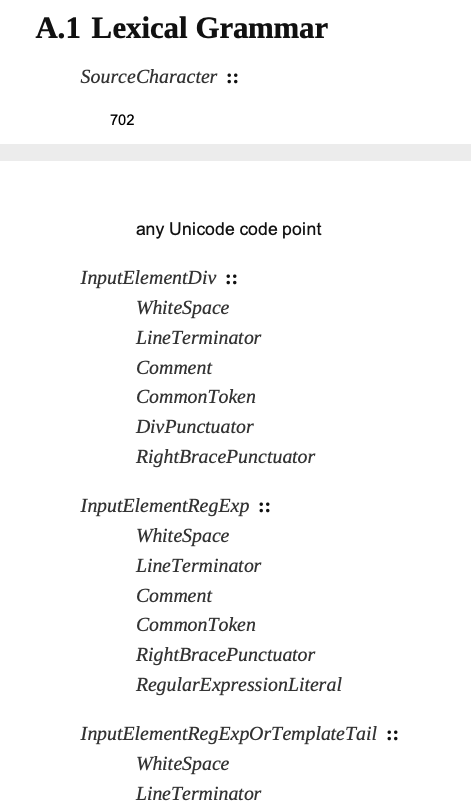 A.1 Lexical Grammar
SourceCharacter ::
702
any Unicode code point
InputElementDiv ::
WhiteSpace
LineTerminator
Comment
CommonToken
DivPunctuator
RightBracePunctuator
InputElementRegExp ::
WhiteSpace
LineTerminator
Comment
CommonToken
RightBracePunctuator
RegularExpressionLiteral
InputElementRegExpOrTemplateTail ::
WhiteSpace
LineTerminator